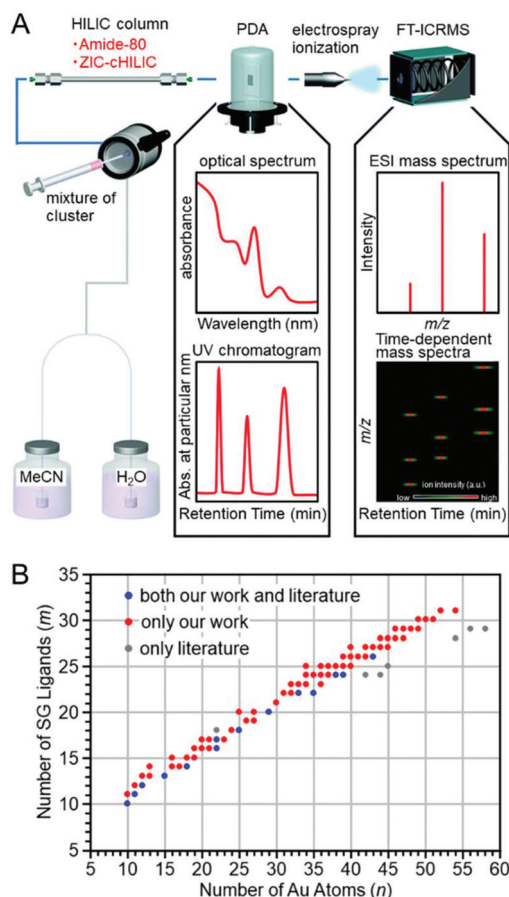 A
HILIC column
・Amide-80
・ZIC-cHILIC
PDA
electrospray
ionization
FT-ICRMS
mixture of
cluster
MeCN
H₂O
optical spectrum
absorbance
Wavelength (nm)
UV chromatogram
Abs. at particular nm
Retention Time (min)
ESI mass spectrum
Intensity
m/z
Time-dependent
mass spectra
m/z
ion intensity (a.u.)
low
high
Retention Time (min)
B
Number of SG Ligands (m)
35
30
25
20
15
10
5
both our work and literature
only our work
only literature
5 10 15 20 25 30 35 40 45 50 55 60
Number of Au Atoms (n)